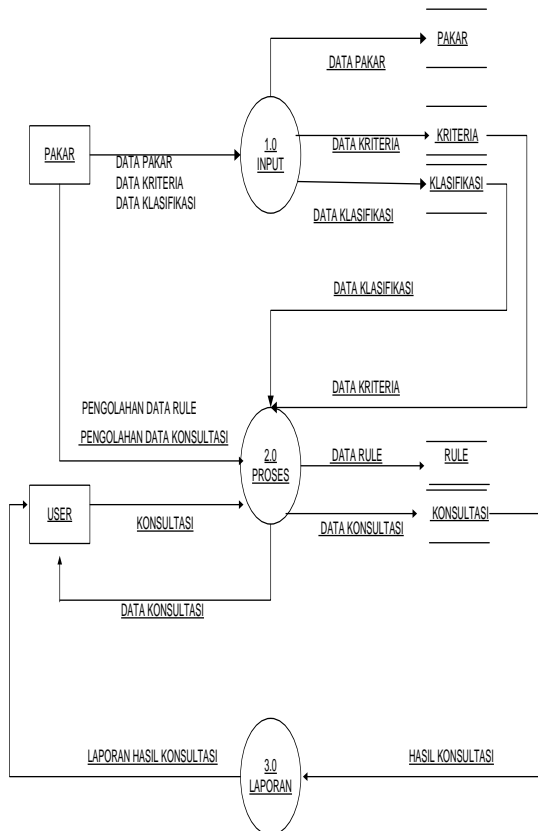 PAKAR
DATA PAKAR
1.0
INPUT
PAKAR
DATA PAKAR
DATA KRITERIA
DATA KLASIFIKASI
DATA KRITERIA
KRITERIA
KLASIFIKASI
DATA KLASIFIKASI
DATA KLASIFIKASI
DATA KRITERIA
PENGOLAHAN DATA RULE
PENGOLAHAN DATA KONSULTASI
2.0
PROSES
DATA RULE
RULE
USER
KONSULTASI
DATA KONSULTASI
KONSULTASI
DATA KONSULTASI
LAPORAN HASIL KONSULTASI
3.0
LAPORAN
HASIL KONSULTASI